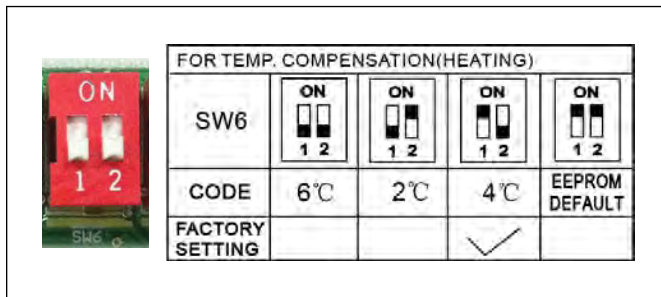 ON
1 2
SW6
FOR TEMP. COMPENSATION(HEATING)
SW6
ON
1 2
ON
1 2
ON
1 2
ON
1 2
CODE
6℃
2℃
4℃
EEPROM
DEFAULT
FACTORY
SETTING